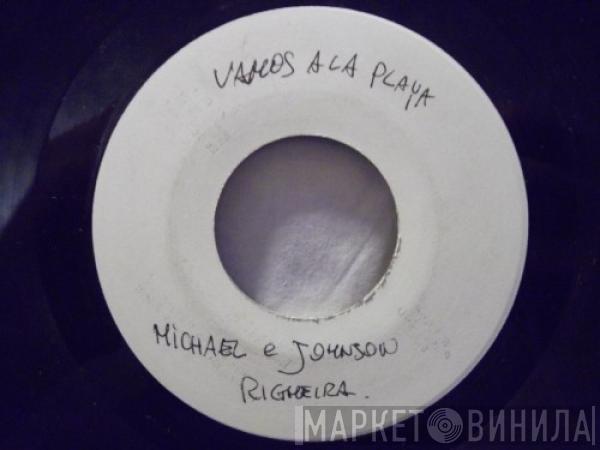 VAMOS A LA PLAYA
MiCHAEL e JOHNSON
RIGHEIRA.
МАРКЕТ ВИНИЛА